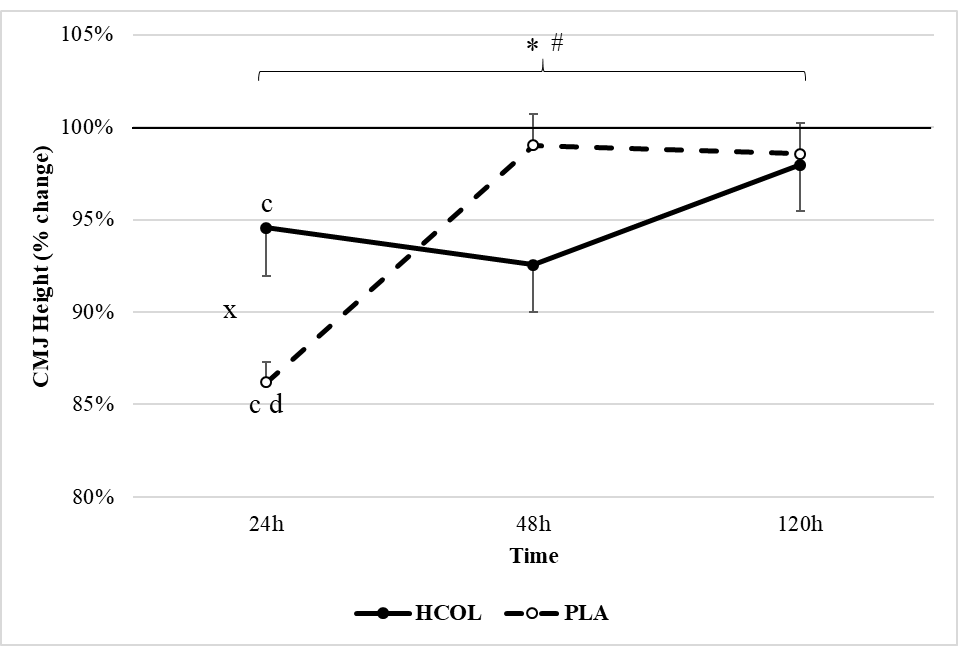 105%
* #
100%
c
95%
x
90%
c d
85%
80%
CMJ Height (% change)
24h 48h 120h
Time
HCOL PLA